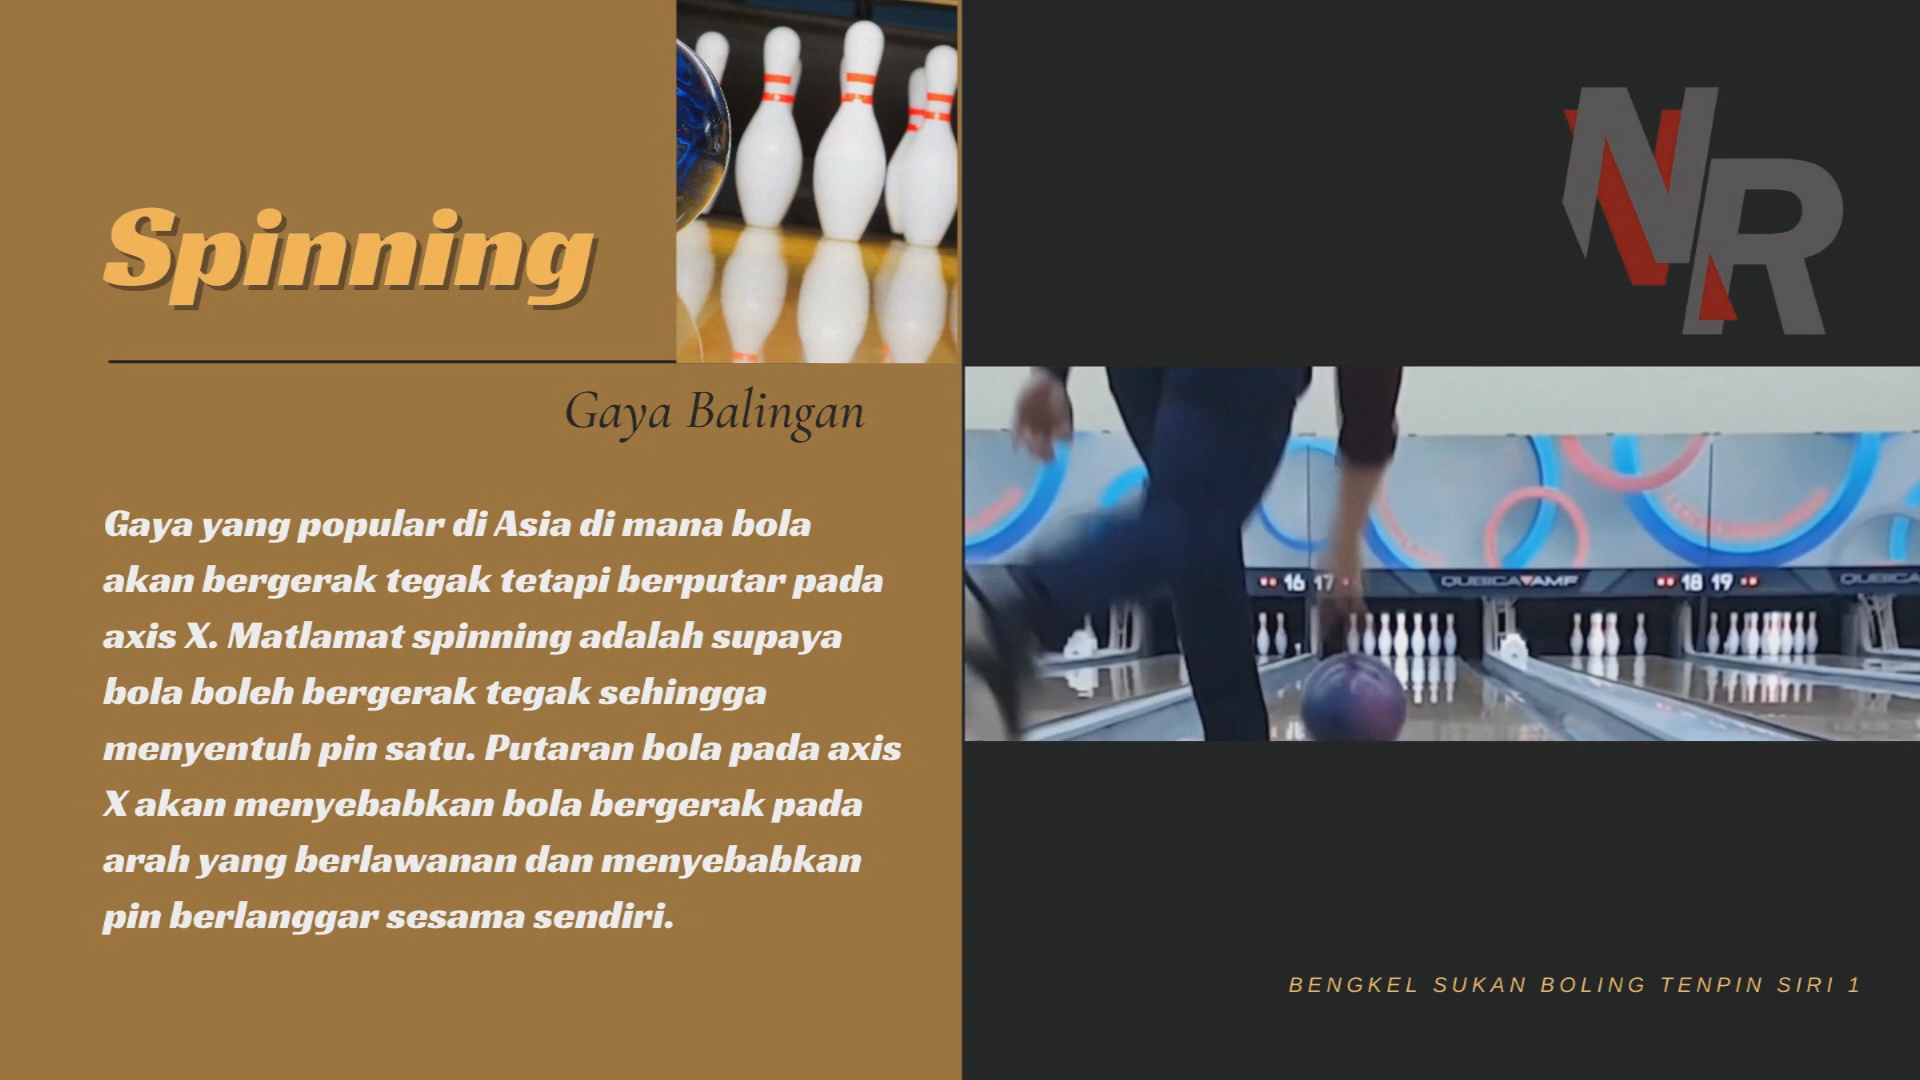 Spinning
Gaya Balingan
Gaya yang popular di Asia di mana bola
akan bergerak tegak tetapi berputar pada
axis X. Matlamat spinning adalah supaya
bola boleh bergerak tegak sehingga
menyentuh pin satu. Putaran bola pada axis
X akan menyebabkan bola bergerak pada
arah yang berlawanan dan menyebabkan
pin berlanggar sesama sendiri.
NR
16 17 QUBICA AMF 18 19 QUBICA
BENGKEL SUKAN BOLING TENPIN SIRI 1